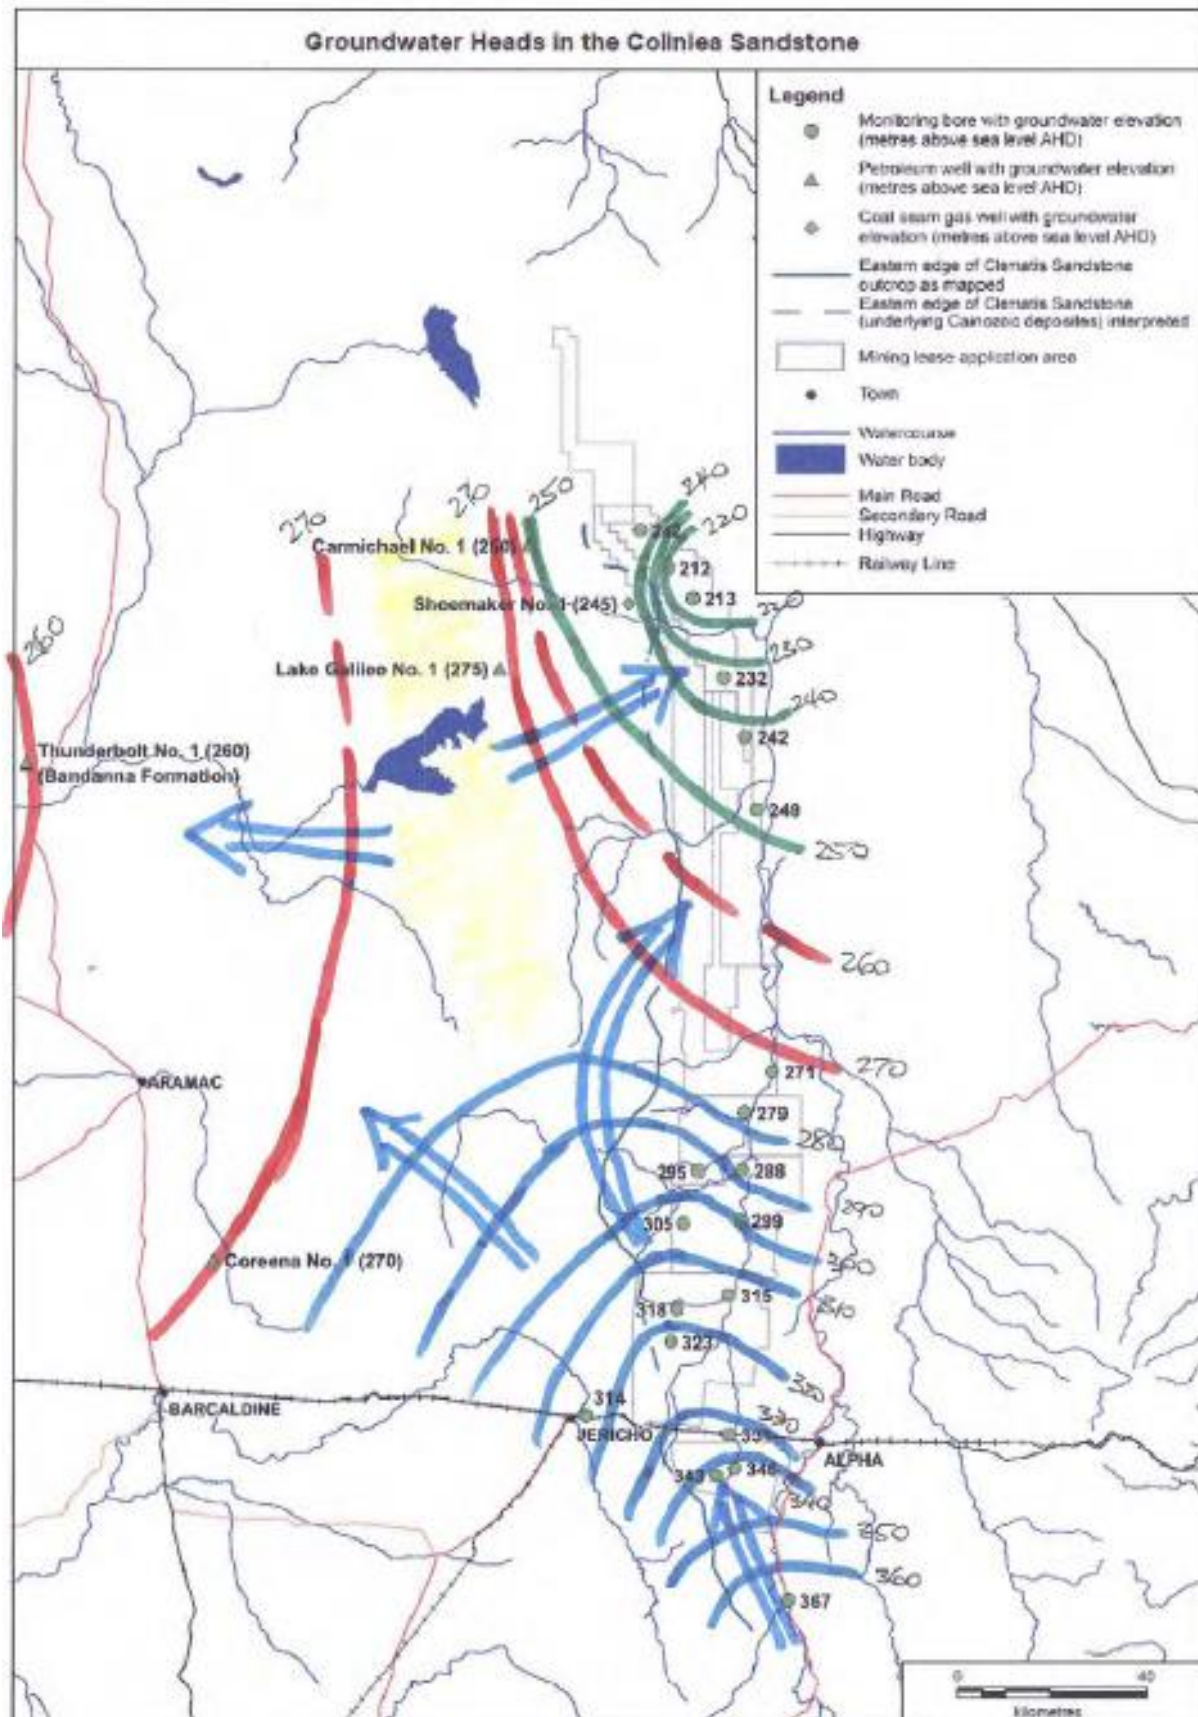 Groundwater Heads in the Colinlea Sandstone
Legend
Monitoring bore with groundwater elevation
(metres above sea level AHD)
Petroleum well with groundwater elevation
(metres above sea level AHD)
Coal seam gas well with groundwater
elevation (metres above sea level AHD)
Eastern edge of Clematis Sandstone
outcrop as mapped
Eastern edge of Clematis Sandstone
(underlying Cainozoic deposites) interpreted
Mining lease application area
Town
Watercourse
Water body
Main Road
Secondary Road
Highway
Railway Line
240
270
250
220
270
Carmichael No. 1 (260)
212
Shoemaker No. 1 (245)
213
230
260
230
Lake Galilee No. 1 (275)
232
240
242
Thunderbolt No. 1 (260)
(Bandanna Formation)
249
250
260
271
270
ARAMAC
279
280
295
288
290
305
299
300
Coreena No. 1 (270)
315
310
318
323
330
314
330
BARCALDINE
JERICHO
ALPHA
343
346
340
350
360
367
0
40
kilometres